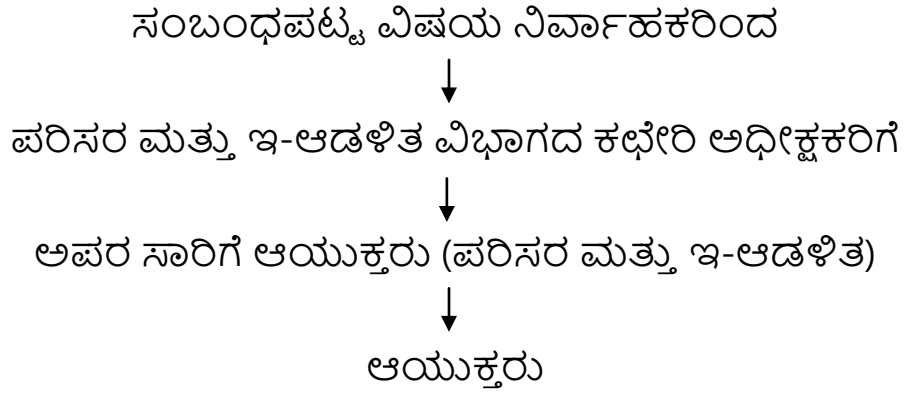 ಸಂಬಂಧಪಟ್ಟ ವಿಷಯ ನಿರ್ವಾಹಕರಿಂದ
ಪರಿಸರ ಮತ್ತು ಇ-ಆಡಳಿತ ವಿಭಾಗದ ಕಛೇರಿ ಅಧೀಕ್ಷಕರಿಗೆ
ಅಪರ ಸಾರಿಗೆ ಆಯುಕ್ತರು (ಪರಿಸರ ಮತ್ತು ಇ-ಆಡಳಿತ)
ಆಯುಕ್ತರು